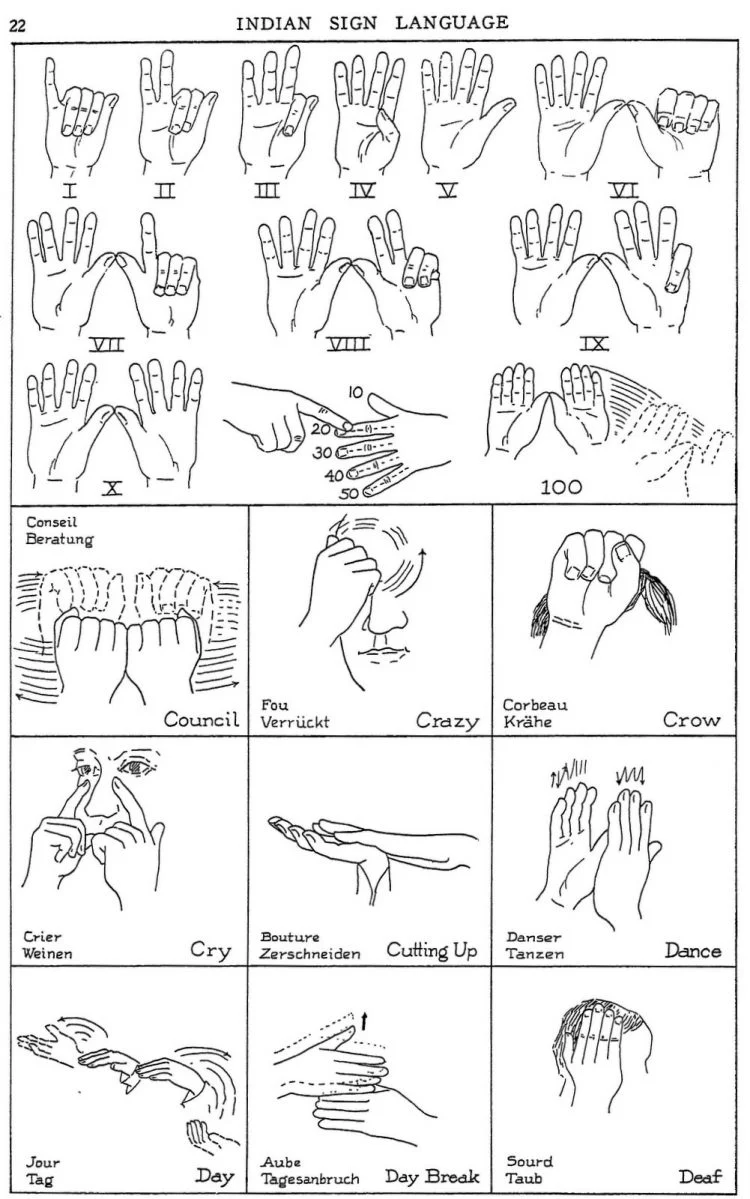 22
INDIAN SIGN LANGUAGE
I II III IV V VI
VII VIII IX
X
10
20
30
40
50
100
Conseil
Beratung
Council
Fou
Verrückt
Crazy
Corbeau
Krähe
Crow
Crier
Weinen
Cry
Bouture
Zerschneiden
Cutting Up
Danser
Tanzen
Dance
Jour
Tag
Day
Aube
Tagesanbruch
Day Break
Sourd
Taub
Deaf